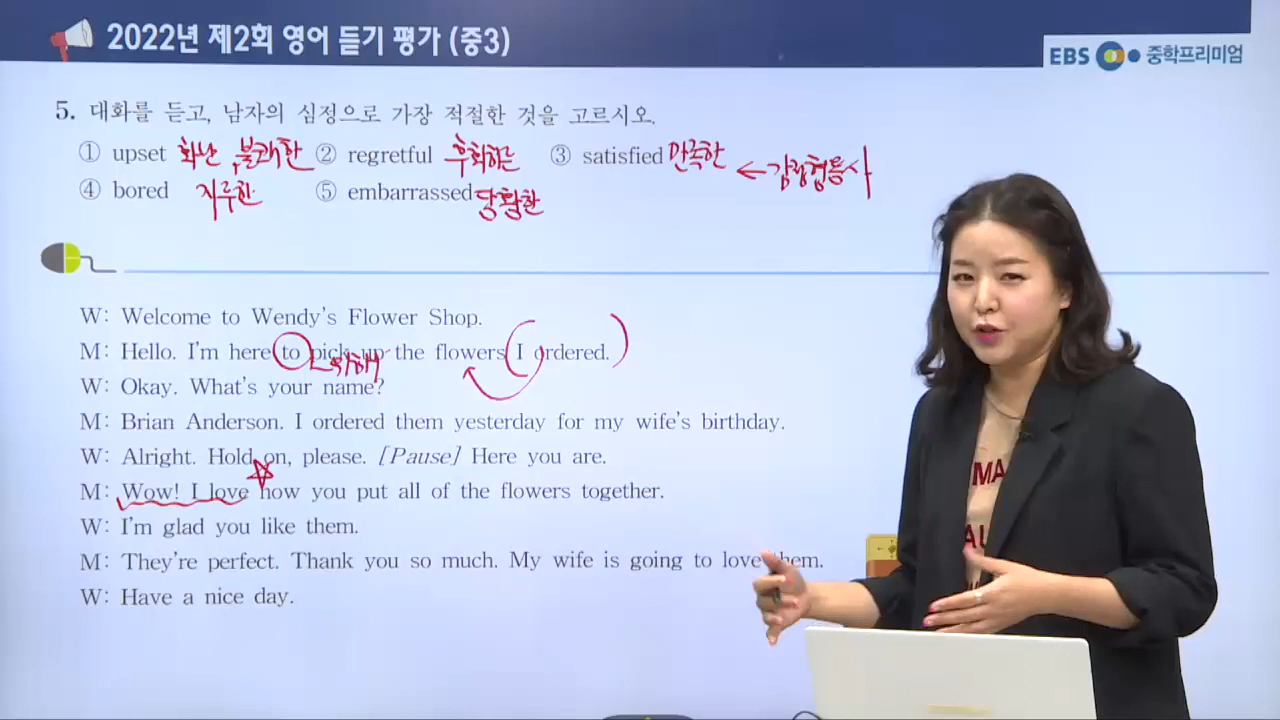 2022년 제2회 영어 듣기 평가 (중3)
EBS 중학프리미엄
5. 대화를 듣고, 남자의 심정으로 가장 적절한 것을 고르시오.
① upset 화난, 불쾌한 ② regretful 후회하는 ③ satisfied 만족한 ← 감정형용사
④ bored 지루한 ⑤ embarrassed 당황한
W: Welcome to Wendy's Flower Shop.
M: Hello. I'm here to pick up the flowers (I ordered.)
위해
W: Okay. What's your name?
M: Brian Anderson. I ordered them yesterday for my wife's birthday.
W: Alright. Hold on, please. [Pause] Here you are.
M: Wow! I love how you put all of the flowers together.
W: I'm glad you like them.
M: They're perfect. Thank you so much. My wife is going to love them.
W: Have a nice day.
MA